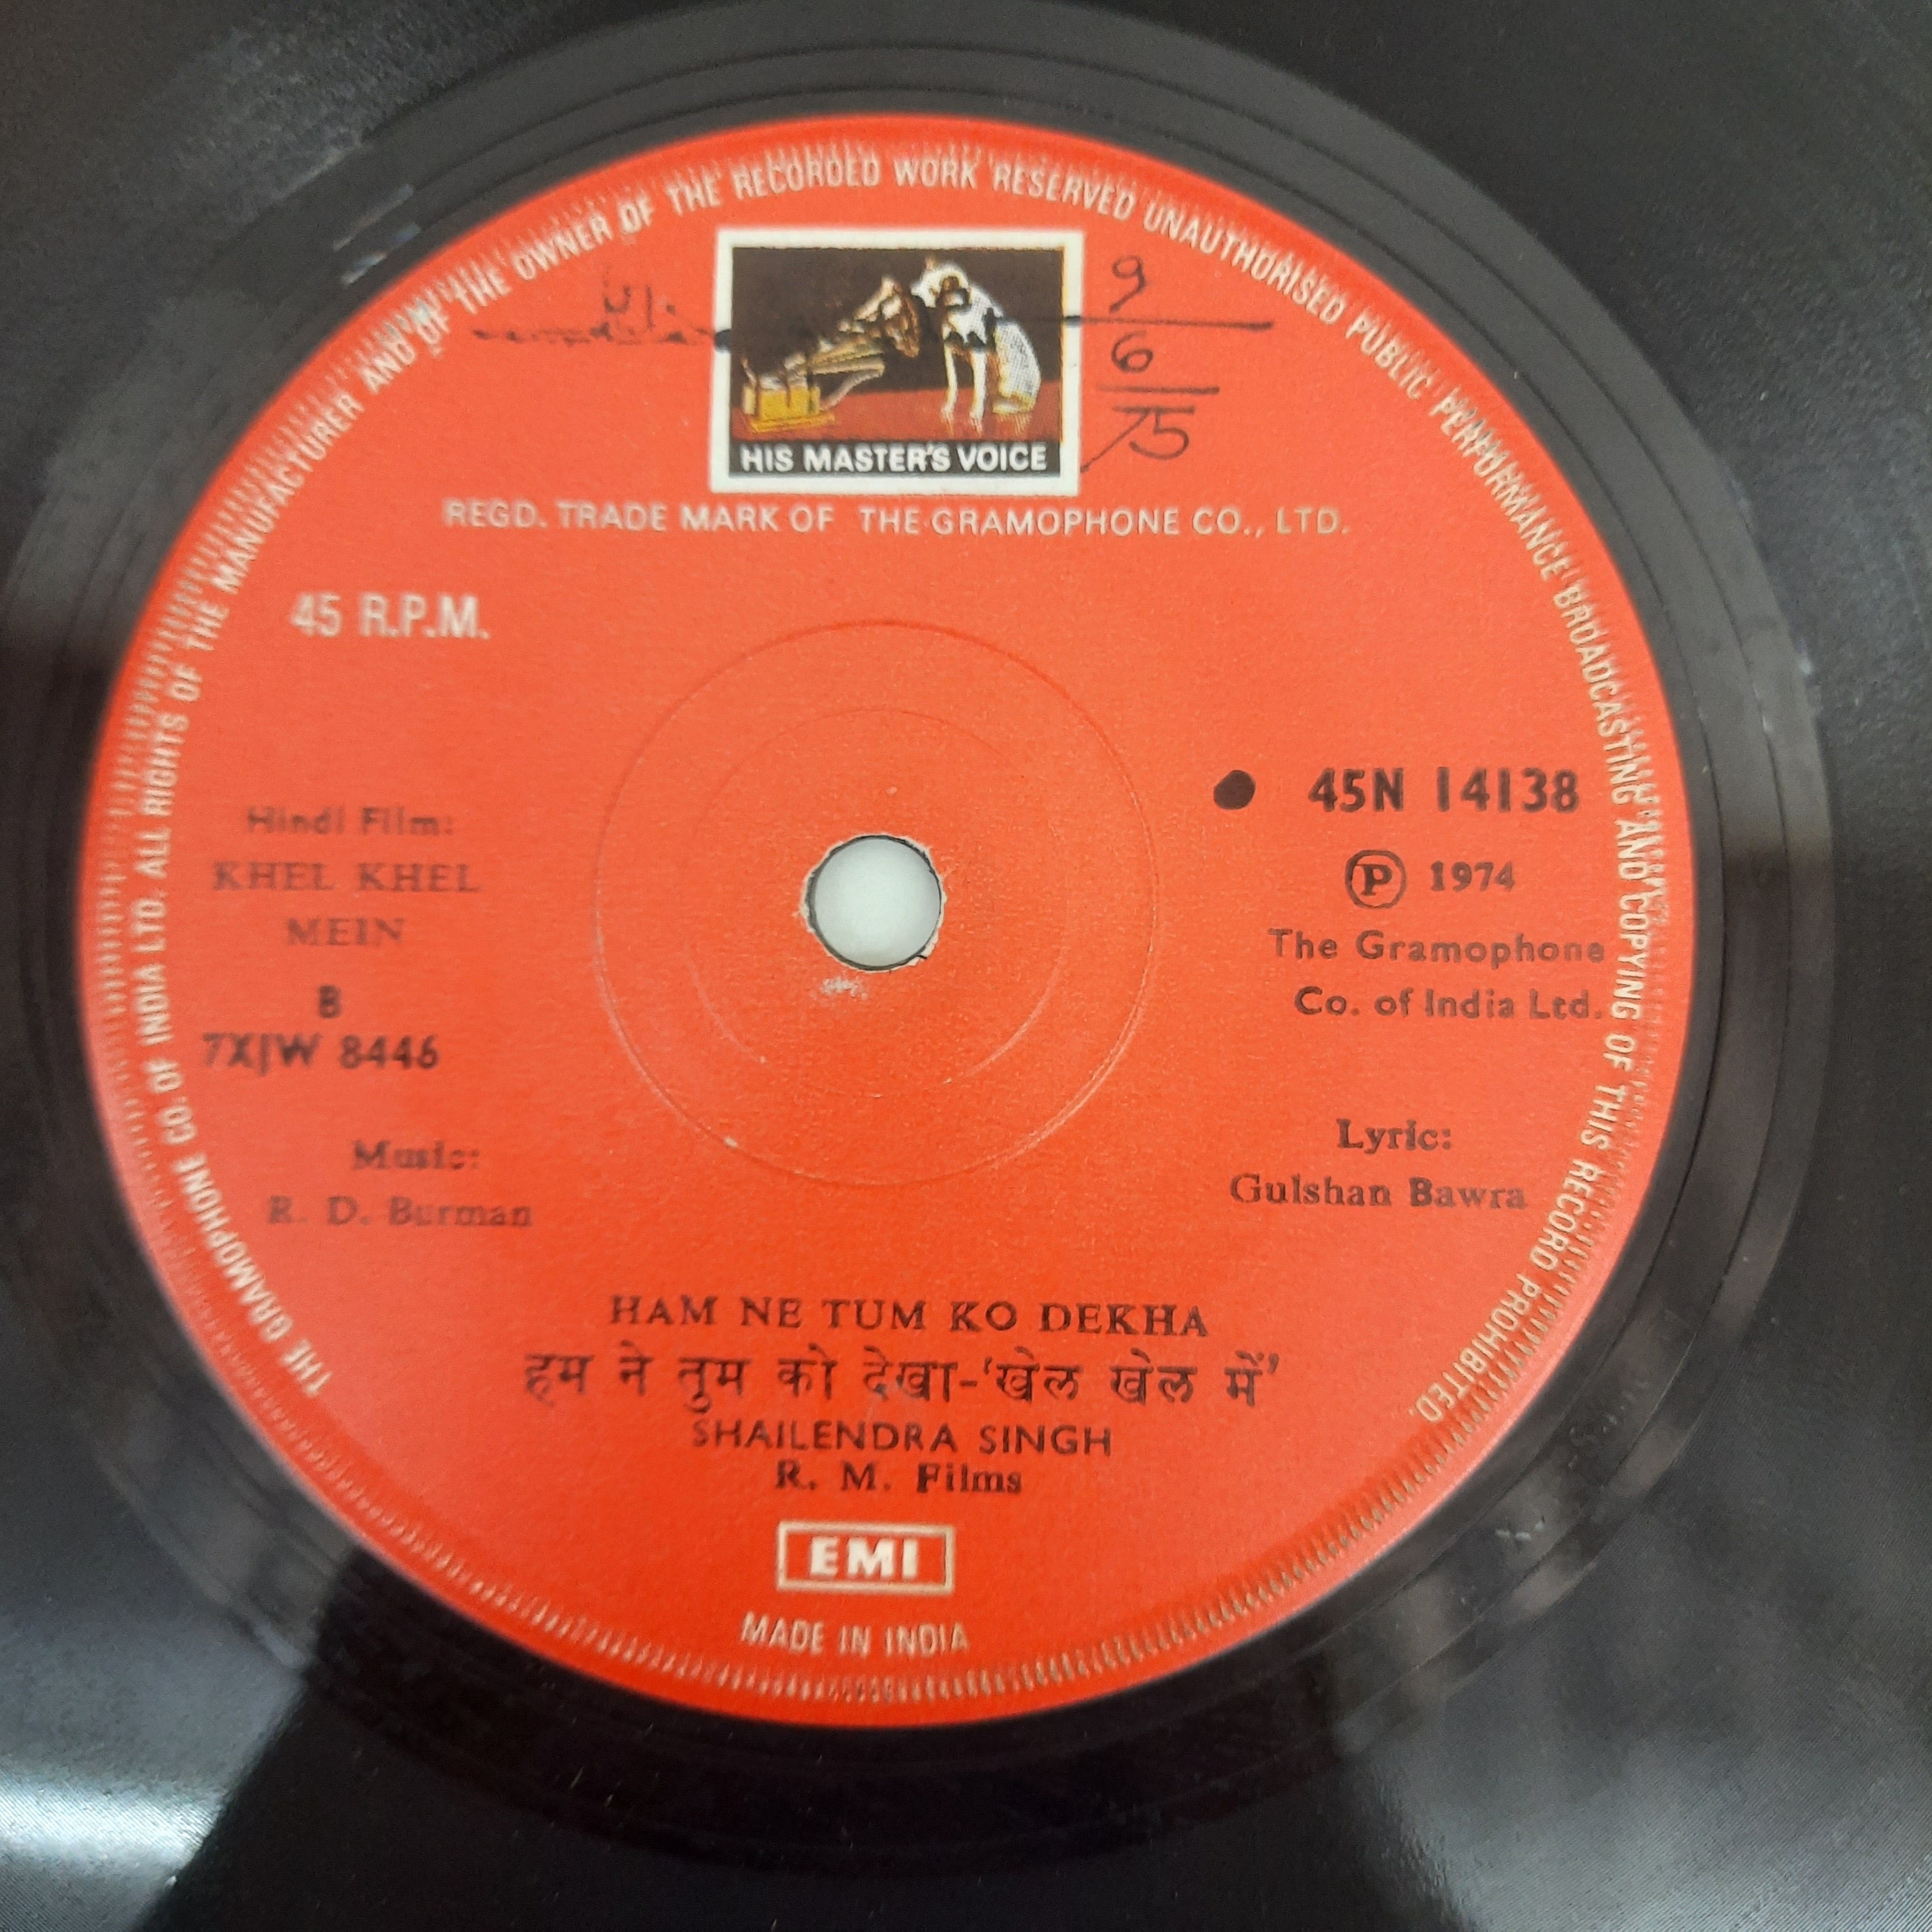 THE GRAMOPHONE CO. OF INDIA LTD. ALL RIGHTS OF THE MANUFACTURER AND OF THE OWNER OF THE RECORDED WORK RESERVED UNAUTHORISED PUBLIC PERFORMANCE BROADCASTING AND COPYING OF THIS RECORD PROHIBITED.
9
6
75
HIS MASTER'S VOICE
REGD. TRADE MARK OF THE GRAMOPHONE CO., LTD.
45 R.P.M.
45N 14138
Ⓟ 1974
The Gramophone
Co. of India Ltd.
Hindi Film:
KHEL KHEL
MEIN
B
7XJW 8446
Music:
R. D. Burman
Lyric:
Gulshan Bawra
HAM NE TUM KO DEKHA
हम ने तुम को देखा-‘खेल खेल में’
SHAILENDRA SINGH
R. M. Films
EMI
MADE IN INDIA